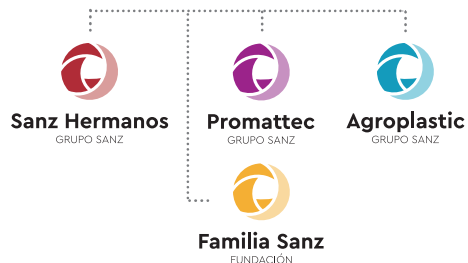 Sanz Hermanos
GRUPO SANZ
Promattec
GRUPO SANZ
Agroplastic
GRUPO SANZ
Familia Sanz
FUNDACIÓN